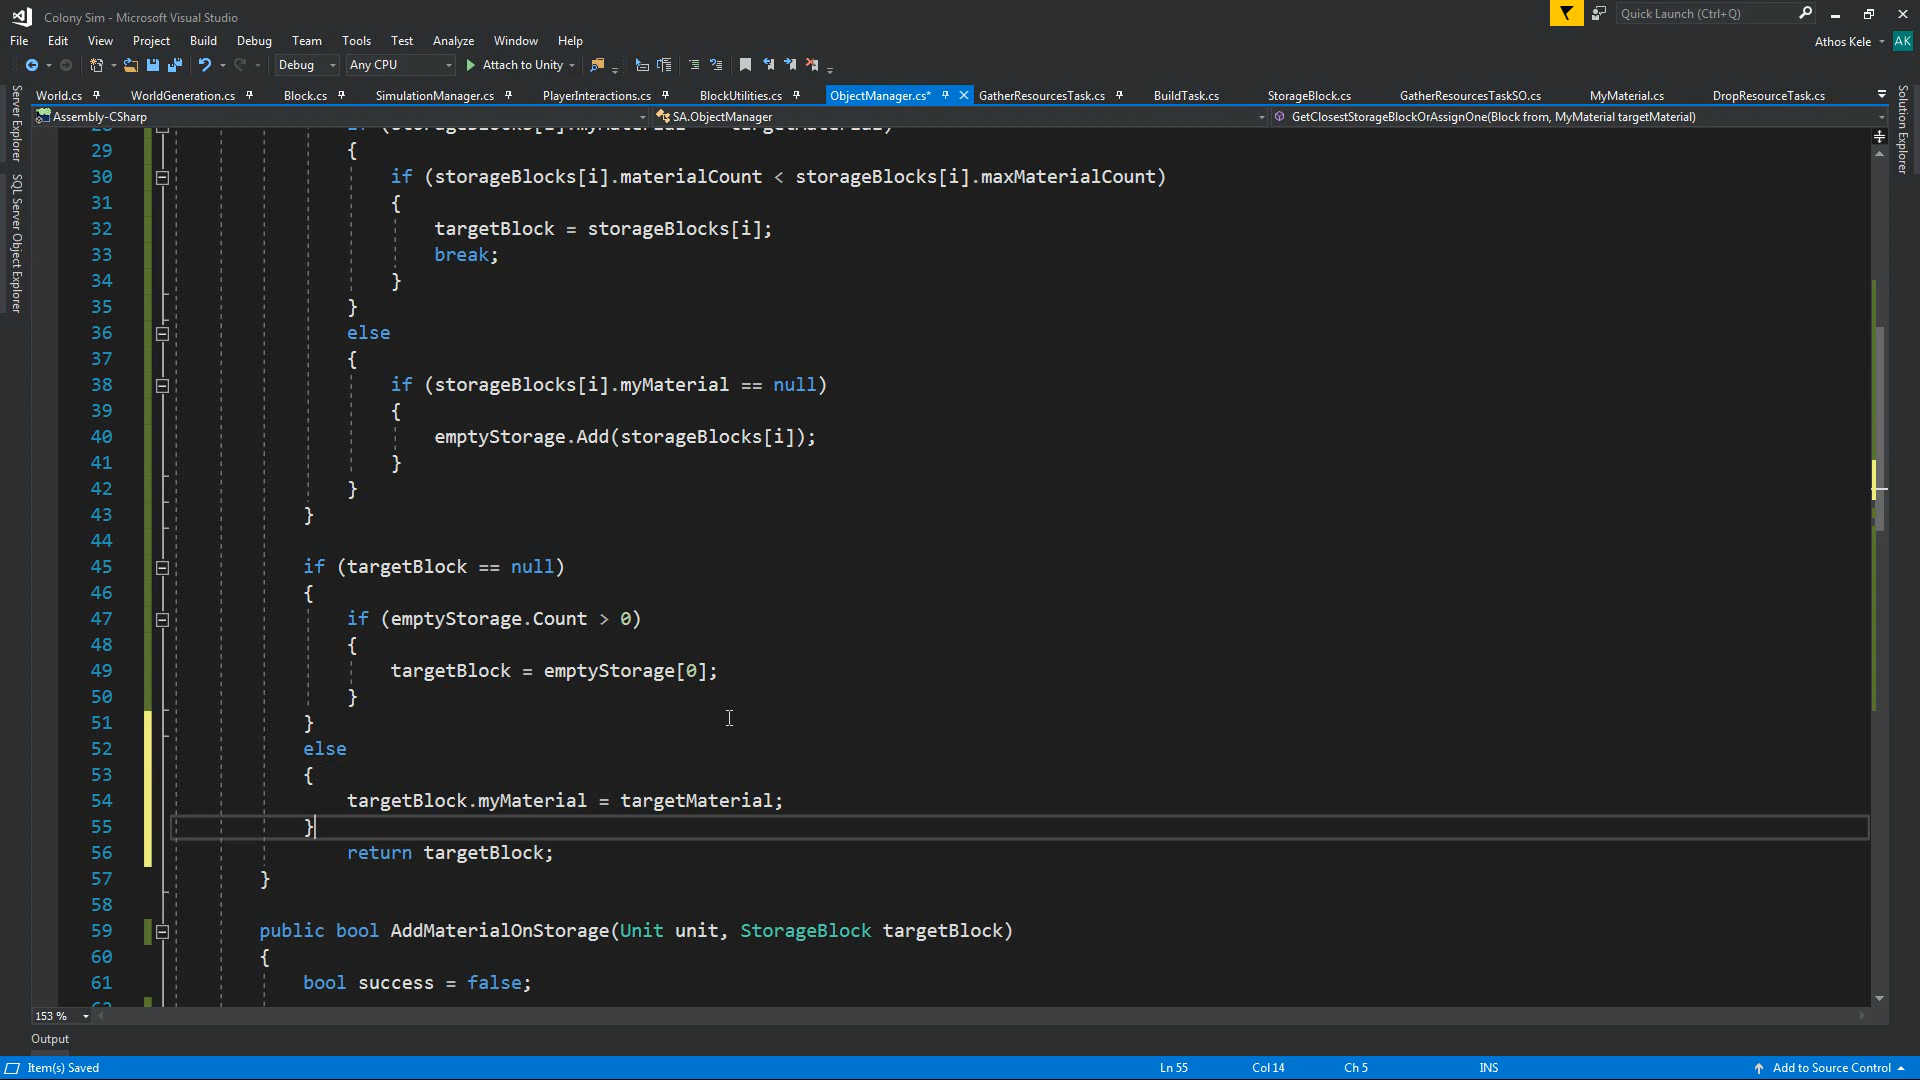 Colony Sim - Microsoft Visual Studio
Quick Launch (Ctrl+Q)
File Edit View Project Build Debug Team Tools Test Analyze Window Help
Athos Kele AK
Debug Any CPU Attach to Unity
World.cs WorldGeneration.cs Block.cs SimulationManager.cs PlayerInteractions.cs BlockUtilities.cs ObjectManager.cs* GatherResourcesTask.cs BuildTask.cs StorageBlock.cs GatherResourcesTaskSO.cs MyMaterial.cs DropResourceTask.cs
Assembly-CSharp SA.ObjectManager GetClosestStorageBlockOrAssignOne(Block from, MyMaterial targetMaterial)
Server Explorer
SQL Server Object Explorer
Solution Explorer
29 {
30 if (storageBlocks[i].materialCount < storageBlocks[i].maxMaterialCount)
31 {
32 targetBlock = storageBlocks[i];
33 break;
34 }
35 }
36 else
37 {
38 if (storageBlocks[i].myMaterial == null)
39 {
40 emptyStorage.Add(storageBlocks[i]);
41 }
42 }
43 }
44
45 if (targetBlock == null)
46 {
47 if (emptyStorage.Count > 0)
48 {
49 targetBlock = emptyStorage[0];
50 }
51 }
52 else
53 {
54 targetBlock.myMaterial = targetMaterial;
55 }
56 return targetBlock;
57 }
58
59 public bool AddMaterialOnStorage(Unit unit, StorageBlock targetBlock)
60 {
61 bool success = false;
153 %
Output
Item(s) Saved Ln 55 Col 14 Ch 5 INS Add to Source Control